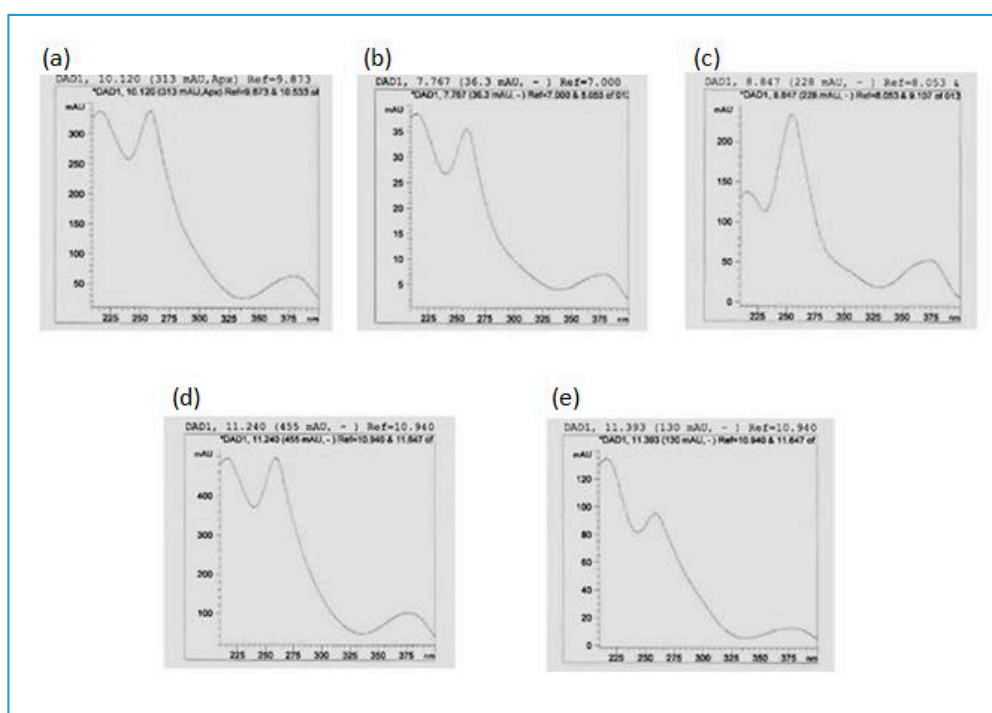 (a)
DAD1, 10.120 (313 mAU,Apx) Ref=9.873
*DAD1, 10.120 (313 mAU,Apx) Ref=9.873 & 10.533 of
mAU
300
250
200
150
100
50
225 250 275 300 325 350 375 nm
(b)
DAD1, 7.767 (36.3 mAU, - ) Ref=7.000
*DAD1, 7.767 (36.3 mAU, - ) Ref=7.000 & 8.053 of 013
mAU
35
30
25
20
15
10
5
225 250 275 300 325 350 375 nm
(c)
DAD1, 8.847 (228 mAU, - ) Ref=8.053 &
*DAD1, 8.847 (228 mAU, - ) Ref=8.053 & 9.107 of 013
mAU
200
150
100
50
0
225 250 275 300 325 350 375 nm
(d)
DAD1, 11.240 (455 mAU, - ) Ref=10.940
*DAD1, 11.240 (455 mAU, - ) Ref=10.940 & 11.647 of
mAU
400
300
200
100
225 250 275 300 325 350 375 nm
(e)
DAD1, 11.393 (130 mAU, - ) Ref=10.940
*DAD1, 11.393 (130 mAU, - ) Ref=10.940 & 11.647 of
mAU
120
100
80
60
40
20
0
225 250 275 300 325 350 375 nm